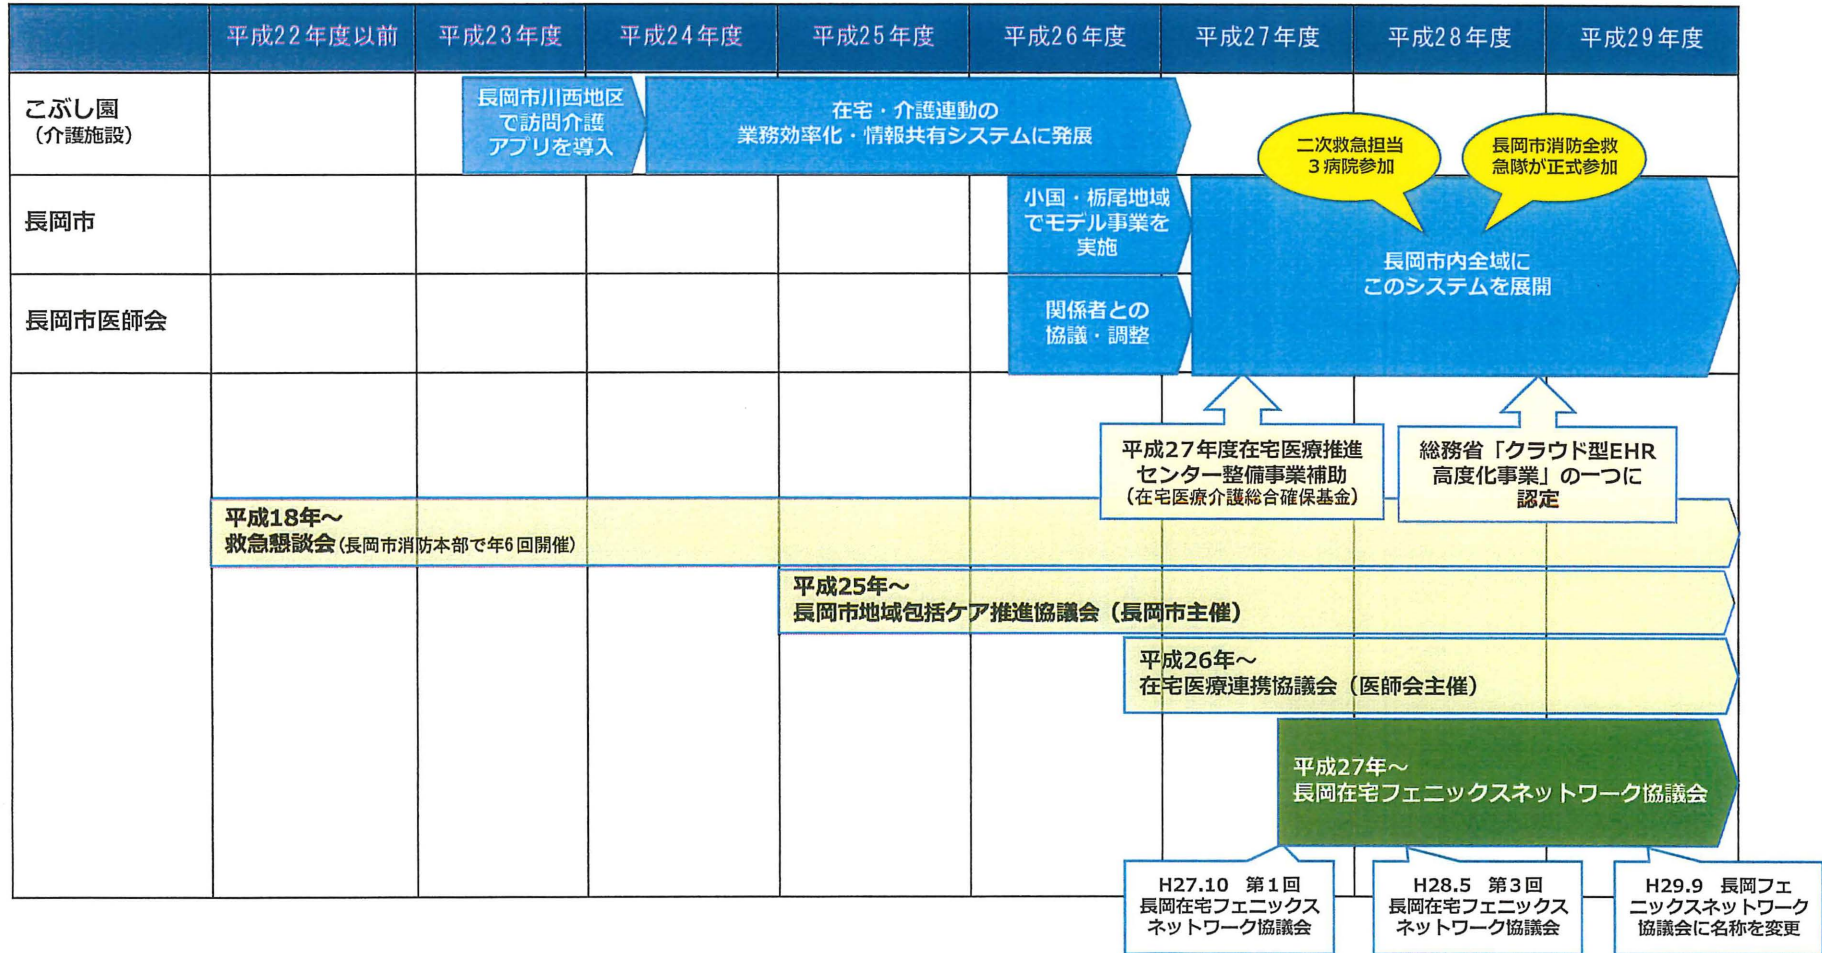 平成22年度以前
平成23年度
平成24年度
平成25年度
平成26年度
平成27年度
平成28年度
平成29年度
こぶし園
（介護施設）
長岡市川西地区
で訪問介護
アプリを導入
在宅・介護連動の
業務効率化・情報共有システムに発展
二次救急担当
３病院参加
長岡市消防全救
急隊が正式参加
長岡市
小国・栃尾地域
でモデル事業を
実施
長岡市内全域に
このシステムを展開
長岡市医師会
関係者との
協議・調整
平成27年度在宅医療推進
センター整備事業補助
（在宅医療介護総合確保基金）
総務省「クラウド型EHR
高度化事業」の一つに
認定
平成18年～
救急懇談会（長岡市消防本部で年6回開催）
平成25年～
長岡市地域包括ケア推進協議会（長岡市主催）
平成26年～
在宅医療連携協議会（医師会主催）
平成27年～
長岡在宅フェニックスネットワーク協議会
H27.10　第１回
長岡在宅フェニックス
ネットワーク協議会
H28.5　第３回
長岡在宅フェニックス
ネットワーク協議会
H29.9　長岡フェ
ニックスネットワーク
協議会に名称を変更